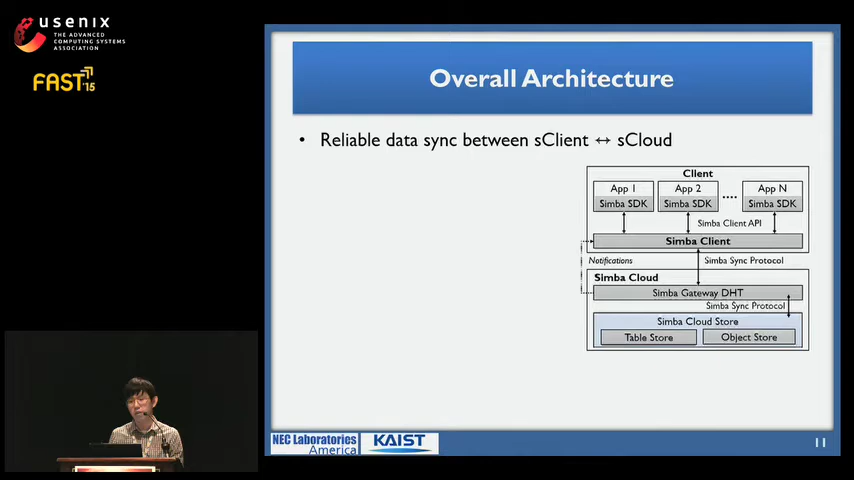 usenix
THE ADVANCED
COMPUTING SYSTEMS
ASSOCIATION
FAST '15
Overall Architecture
• Reliable data sync between sClient ↔ sCloud
Client
App 1
App 2
....
App N
Simba SDK
Simba SDK
Simba SDK
Simba Client API
Simba Client
Notifications
Simba Sync Protocol
Simba Cloud
Simba Gateway DHT
Simba Sync Protocol
Simba Cloud Store
Table Store
Object Store
usenix
NEC Laboratories
America
KAIST
11